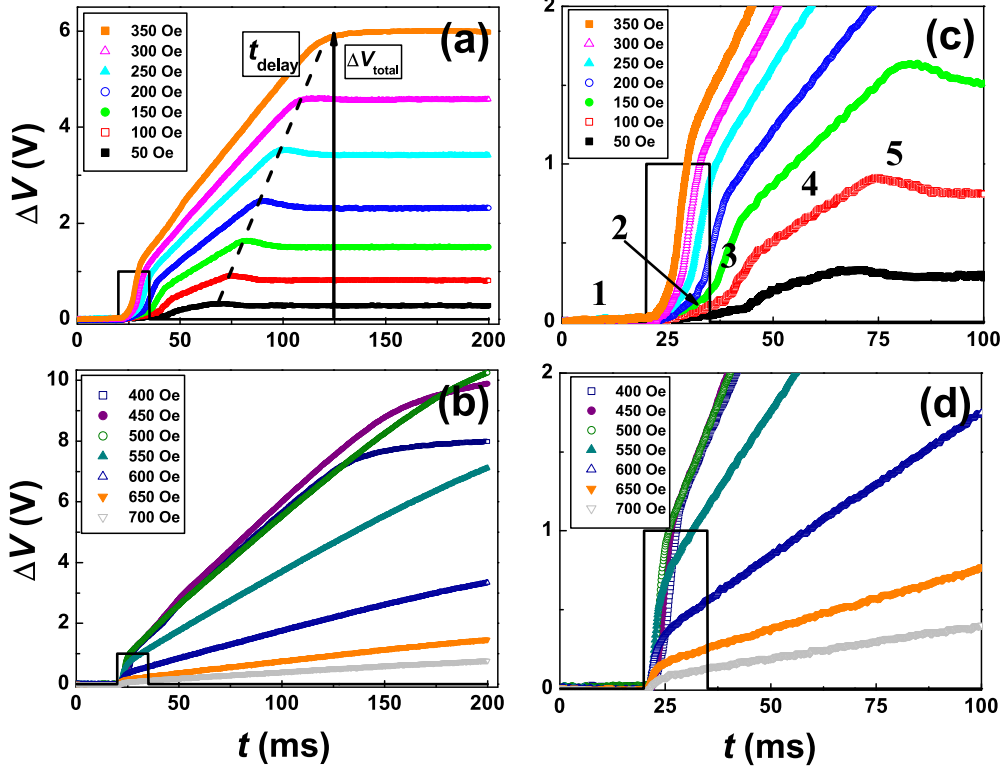 (a)
350 Oe
300 Oe
250 Oe
200 Oe
150 Oe
100 Oe
50 Oe
t_delay
ΔV_total
ΔV (V)
6
4
2
0
0 50 100 150 200
(c)
350 Oe
300 Oe
250 Oe
200 Oe
150 Oe
100 Oe
50 Oe
1
2
3
4
5
2
1
0
0 25 50 75 100
(b)
400 Oe
450 Oe
500 Oe
550 Oe
600 Oe
650 Oe
700 Oe
ΔV (V)
10
8
6
4
2
0
0 50 100 150 200
t (ms)
(d)
400 Oe
450 Oe
500 Oe
550 Oe
600 Oe
650 Oe
700 Oe
2
1
0
0 25 50 75 100
t (ms)